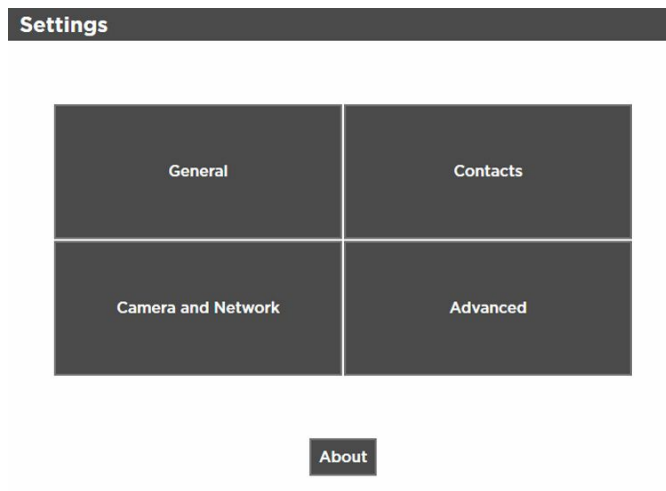 Settings
General
Contacts
Camera and Network
Advanced
About